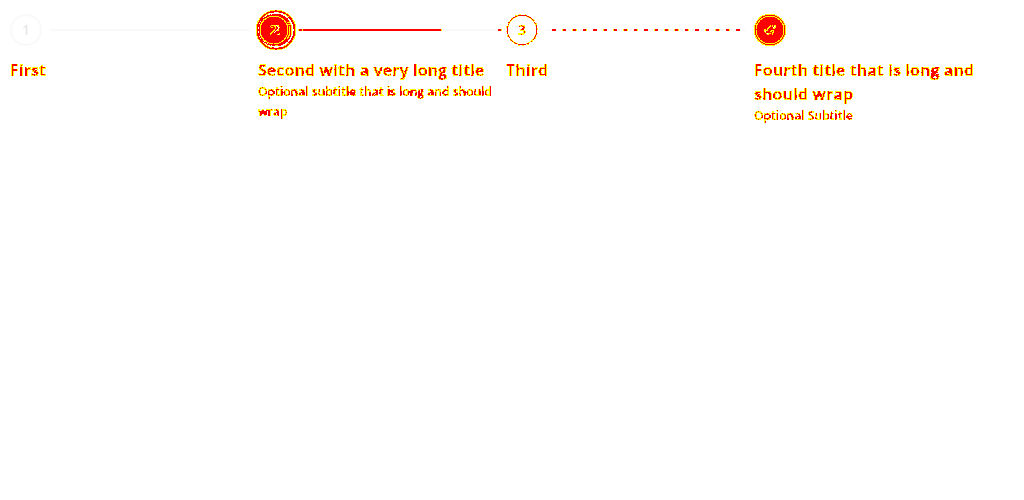 1
2
3
4
First
Second with a very long title
Optional subtitle that is long and should
wrap
Third
Fourth title that is long and
should wrap
Optional Subtitle